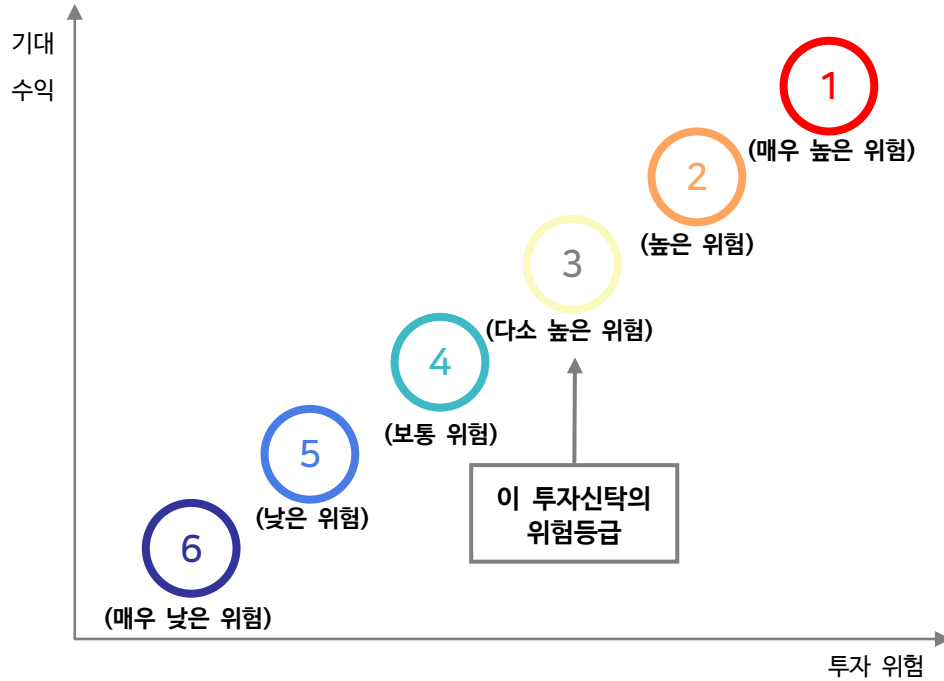 기대
수익
1
(매우 높은 위험)
2
(높은 위험)
3
(다소 높은 위험)
4
(보통 위험)
5
(낮은 위험)
이 투자신탁의
위험등급
6
(매우 낮은 위험)
투자 위험